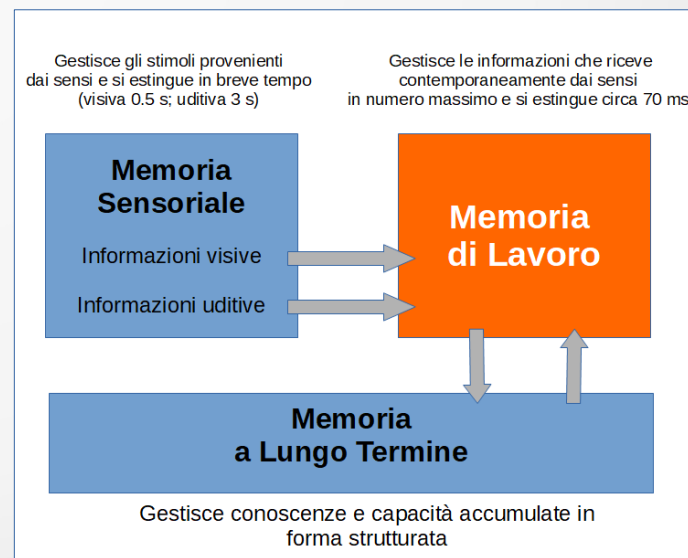 Gestisce gli stimoli provenienti
dai sensi e si estingue in breve tempo
(visiva 0.5 s; uditiva 3 s)
Gestisce le informazioni che riceve
contemporaneamente dai sensi
in numero massimo e si estingue circa 70 ms
Memoria
Sensoriale
Informazioni visive
Informazioni uditive
Memoria
di Lavoro
Memoria
a Lungo Termine
Gestisce conoscenze e capacità accumulate in
forma strutturata